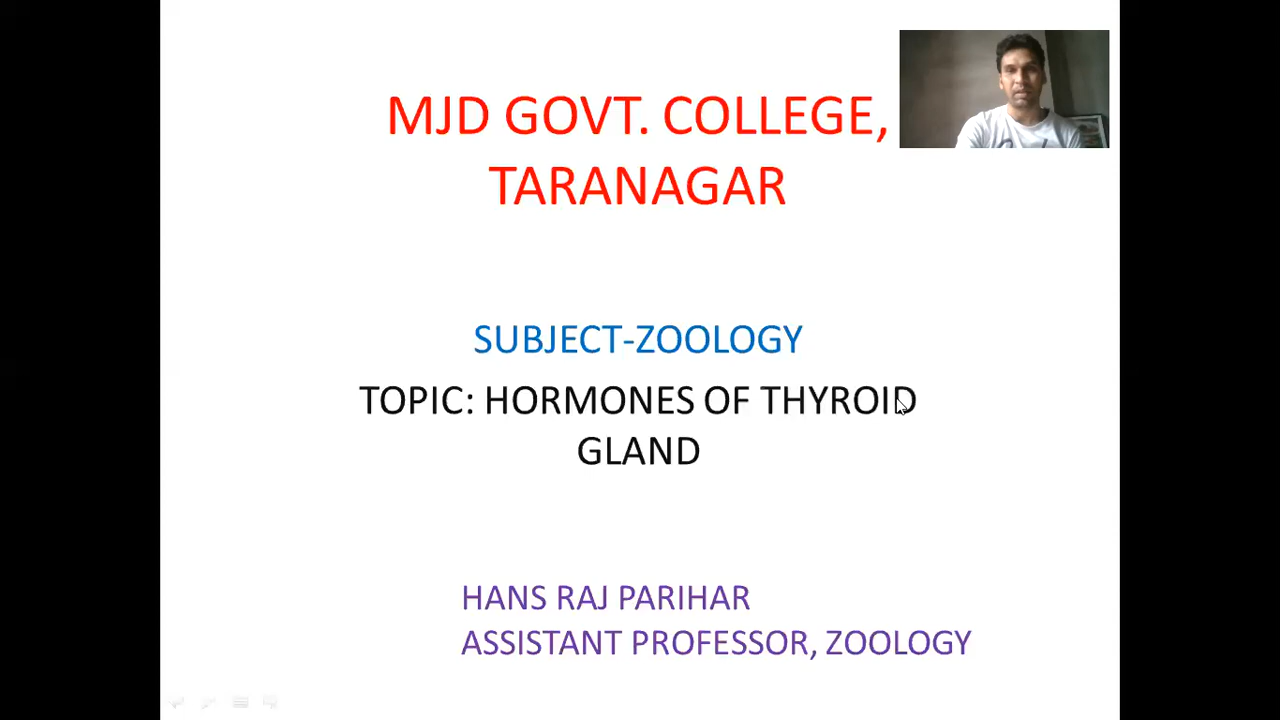 MJD GOVT. COLLEGE,
TARANAGAR
SUBJECT-ZOOLOGY
TOPIC: HORMONES OF THYROID
GLAND
HANS RAJ PARIHAR
ASSISTANT PROFESSOR, ZOOLOGY